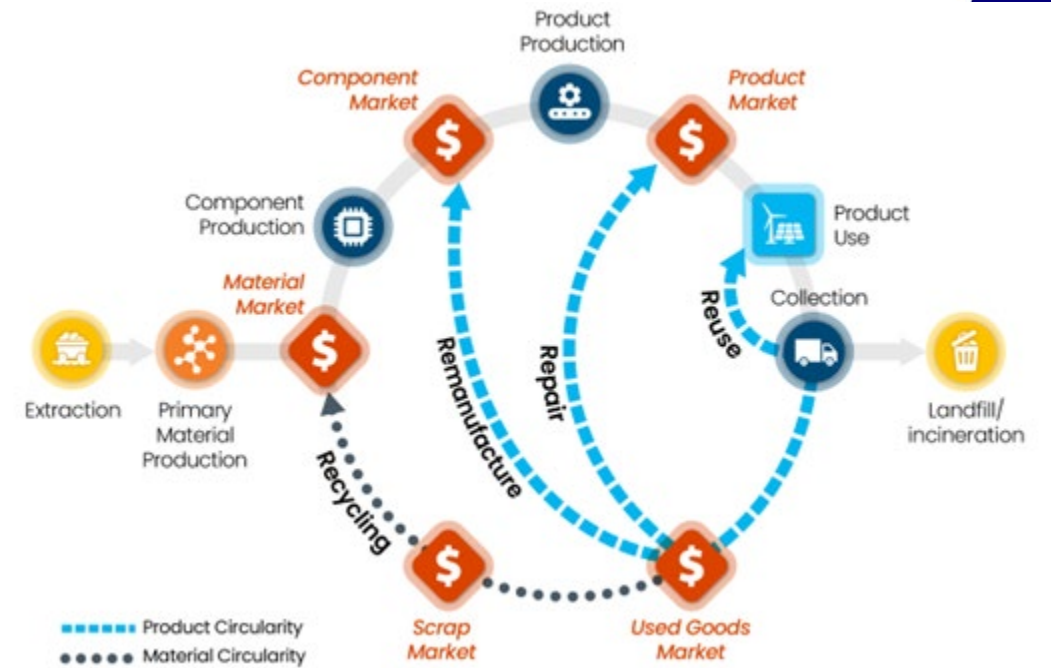 Product
Production
Component
Market
Product
Market
$
$
Component
Production
Product
Use
Material
Market
Collection
Reuse
$
Remanufacture
Repair
Extraction
Primary
Material
Production
Landfill/
incineration
Recycling
$
$
Product Circularity
Material Circularity
Scrap
Market
Used Goods
Market